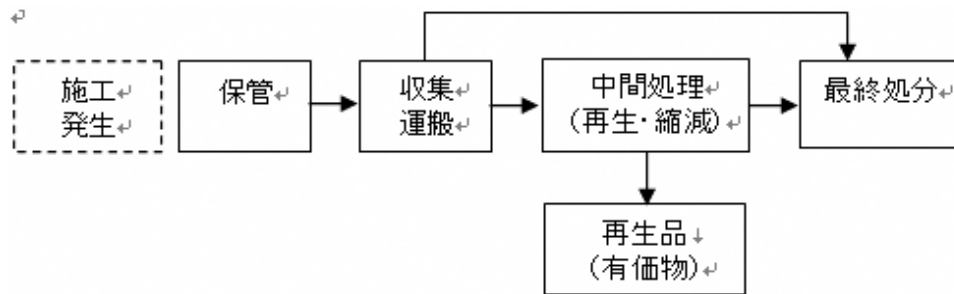 施工
発生
保管
収集
運搬
中間処理
(再生・縮減)
最終処分
再生品
(有価物)